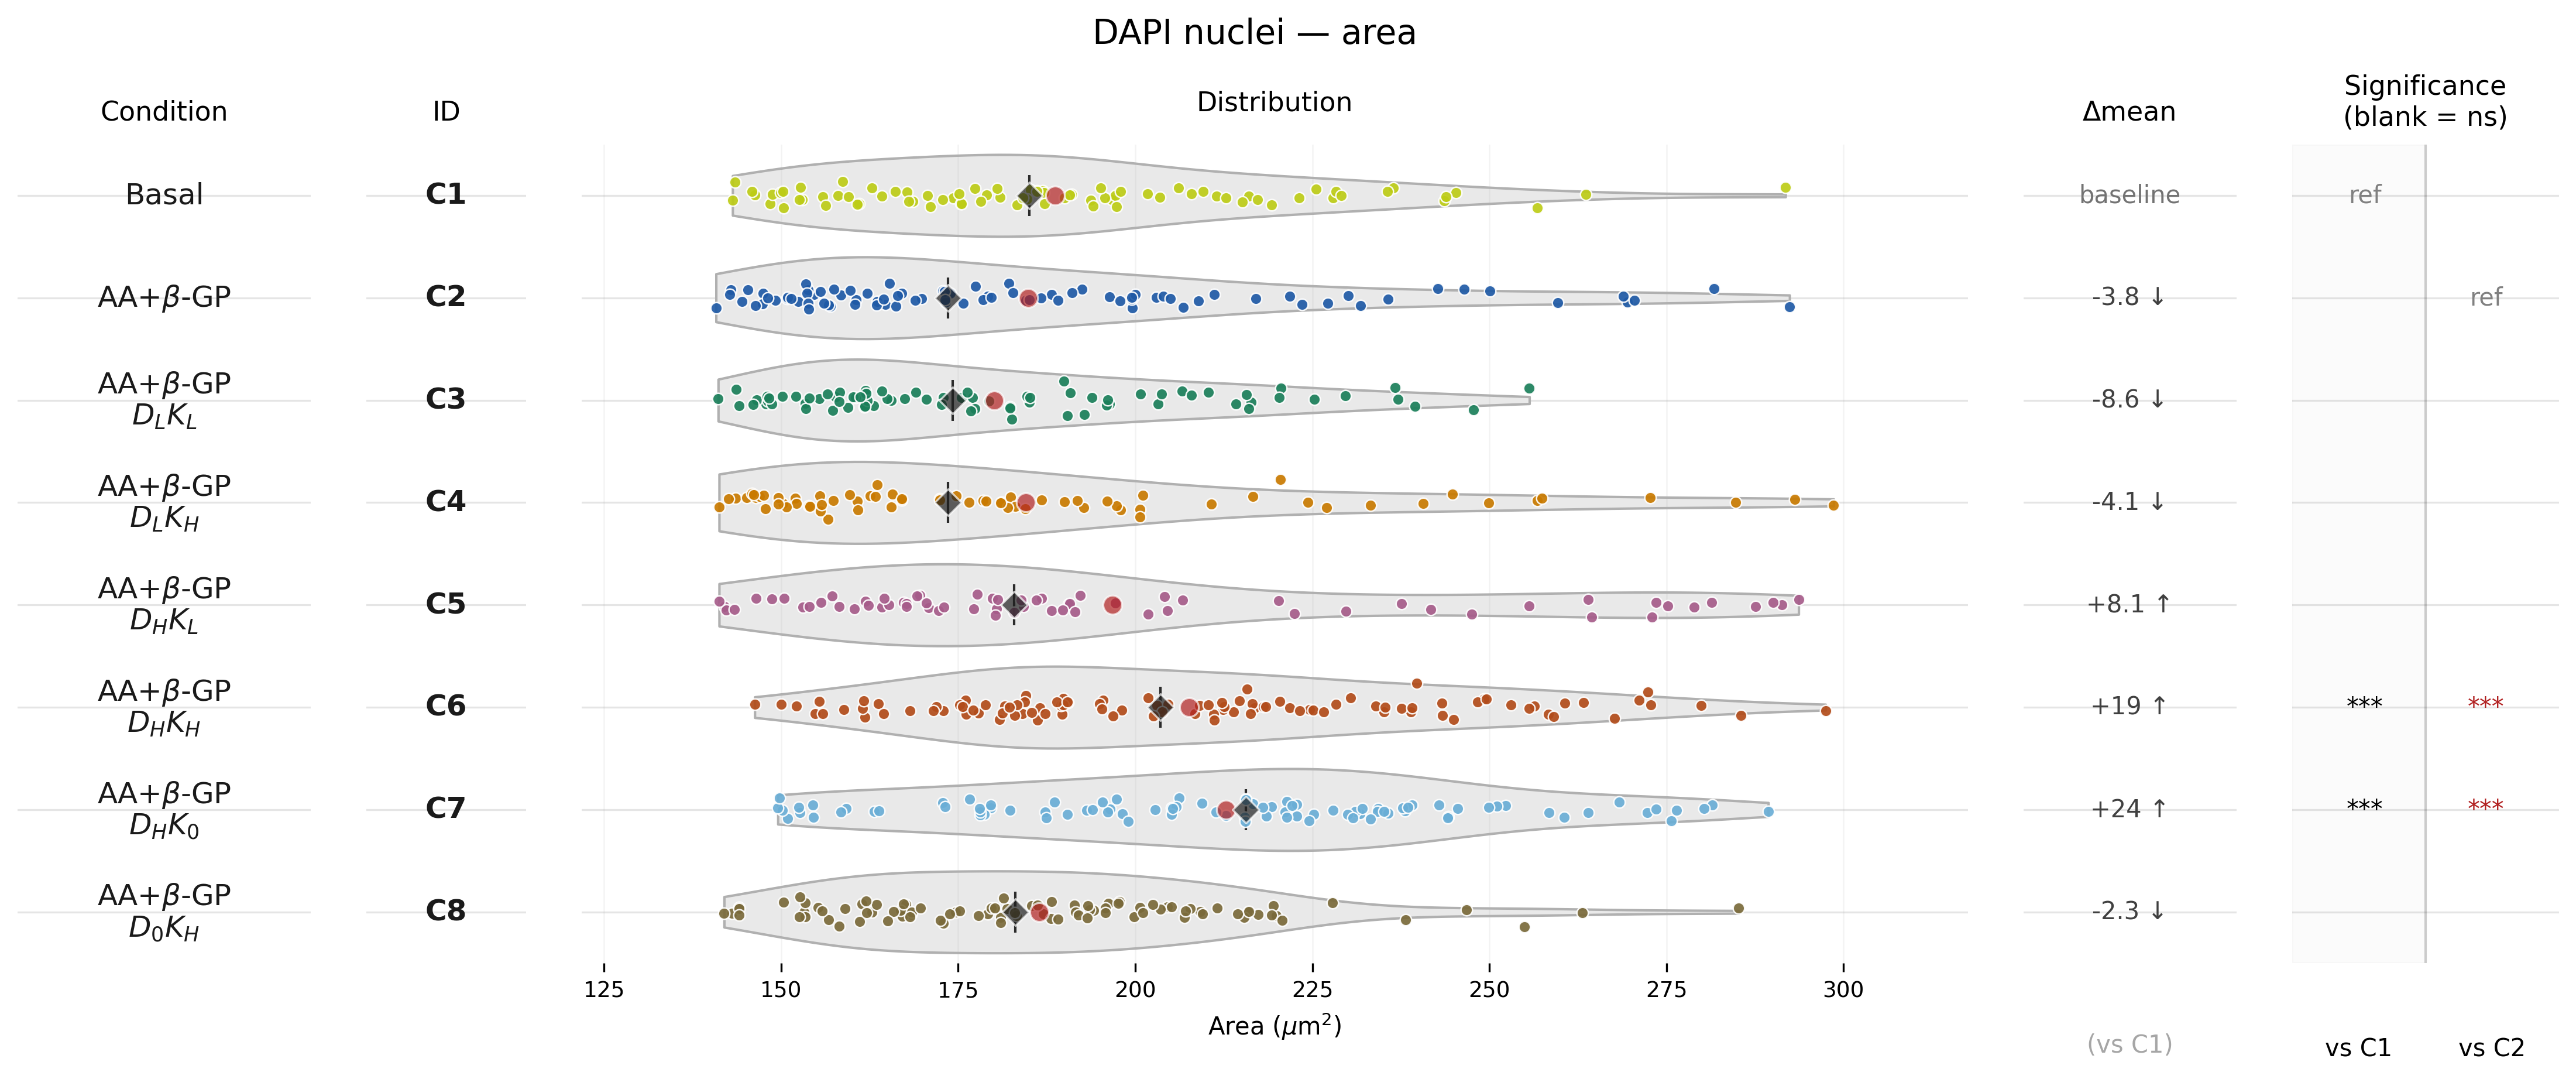 DAPI nuclei — area
Condition
ID
Distribution
Δmean
Significance
(blank = ns)
Basal
C1
baseline
ref
AA+β-GP
C2
-3.8 ↓
ref
AA+β-GP
D_LK_L
C3
-8.6 ↓
AA+β-GP
D_LK_H
C4
-4.1 ↓
AA+β-GP
D_HK_L
C5
+8.1 ↑
AA+β-GP
D_HK_H
C6
+19 ↑
***
***
AA+β-GP
D_HK_0
C7
+24 ↑
***
***
AA+β-GP
D_0K_H
C8
-2.3 ↓
125 150 175 200 225 250 275 300
Area (μm²)
(vs C1)
vs C1
vs C2